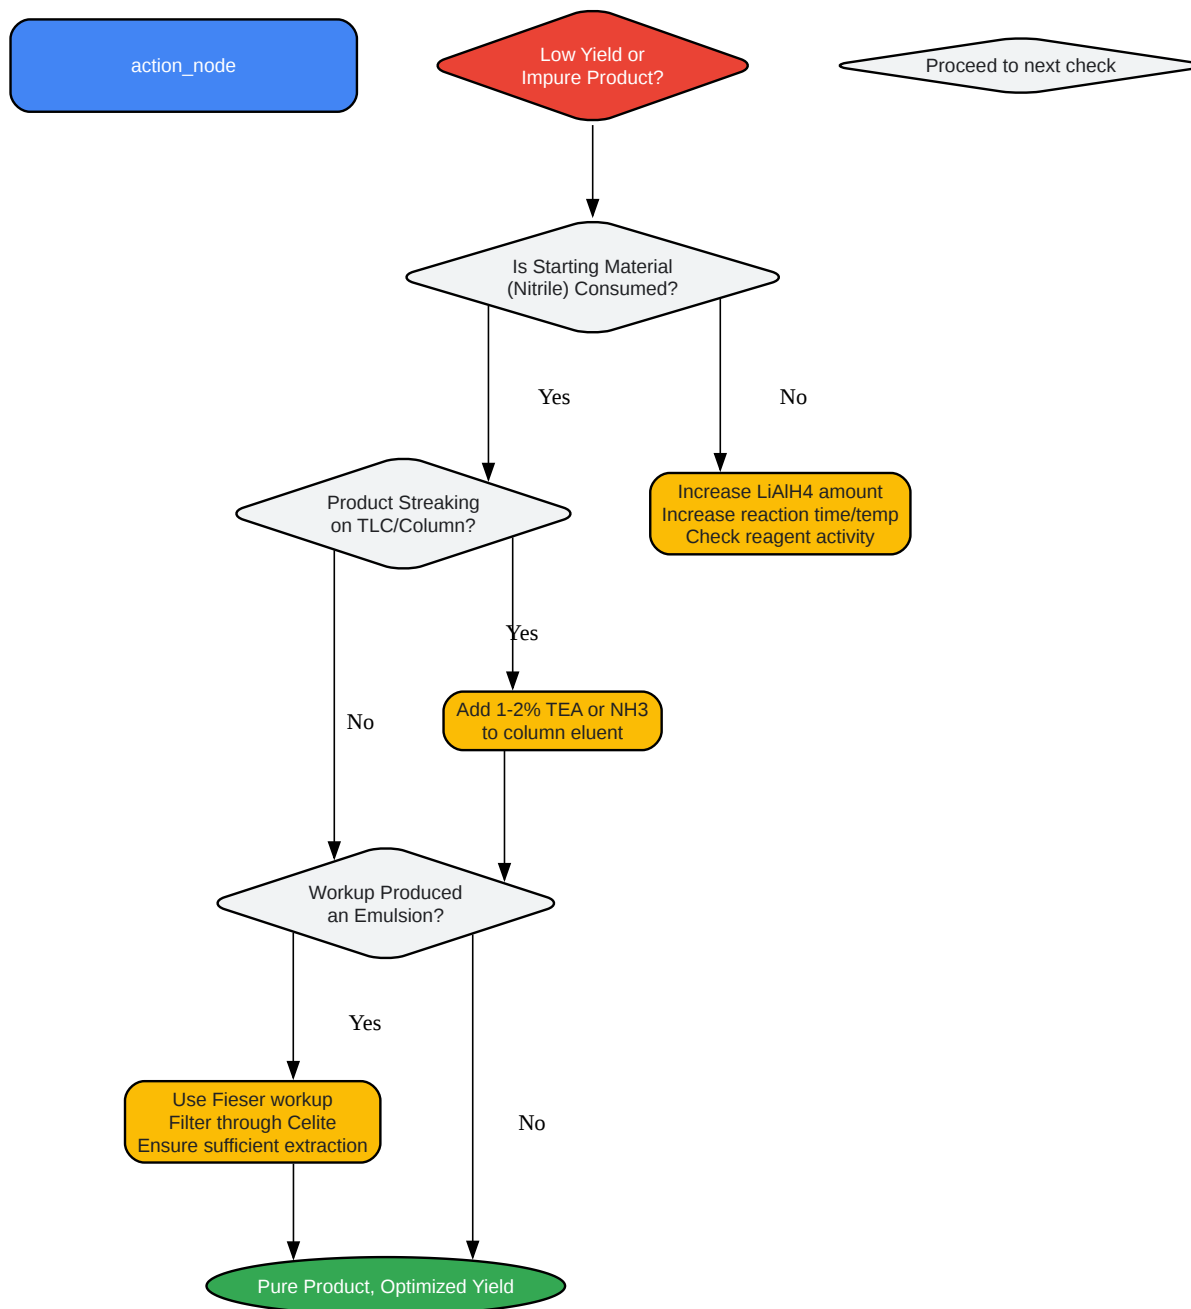 action_node
Low Yield or
Impure Product?
Proceed to next check
Is Starting Material
(Nitrile) Consumed?
Yes
No
Product Streaking
on TLC/Column?
Increase LiAlH4 amount
Increase reaction time/temp
Check reagent activity
Yes
No
Add 1-2% TEA or NH3
to column eluent
Workup Produced
an Emulsion?
Yes
Use Fieser workup
Filter through Celite
Ensure sufficient extraction
No
Pure Product, Optimized Yield